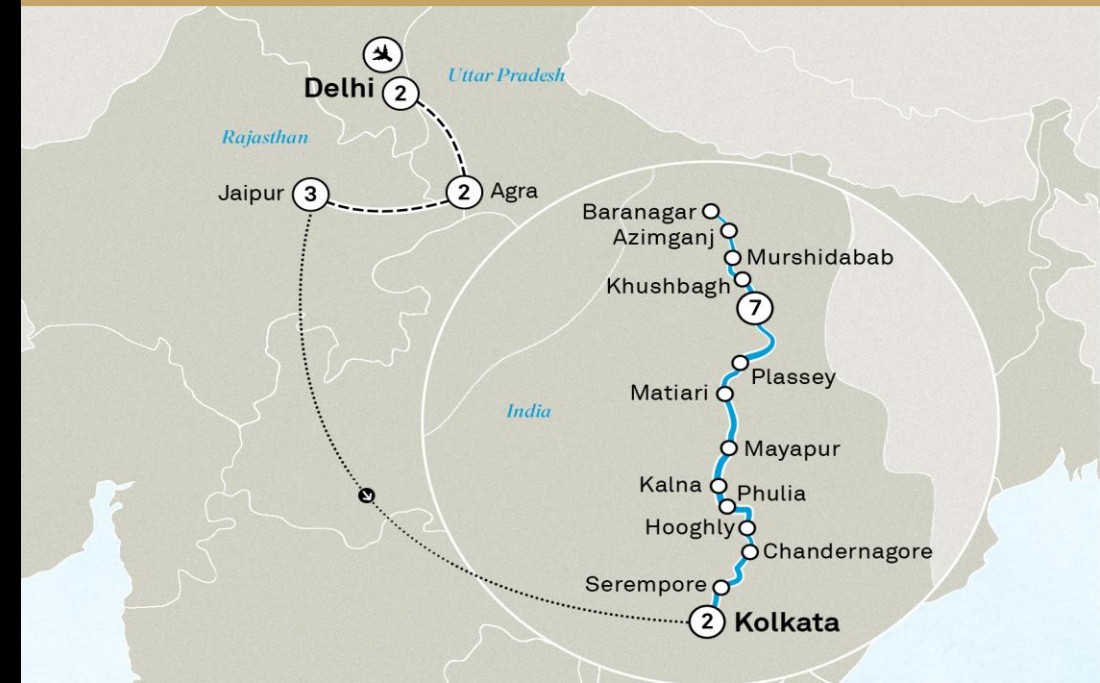 Delhi
2
Uttar Pradesh
Rajasthan
Jaipur
3
2
Agra
Baranagar
Azimganj
Murshidabab
Khushbagh
7
Plassey
Matiari
India
Mayapur
Kalna
Phulia
Hooghly
Chandernagore
Serempore
2
Kolkata